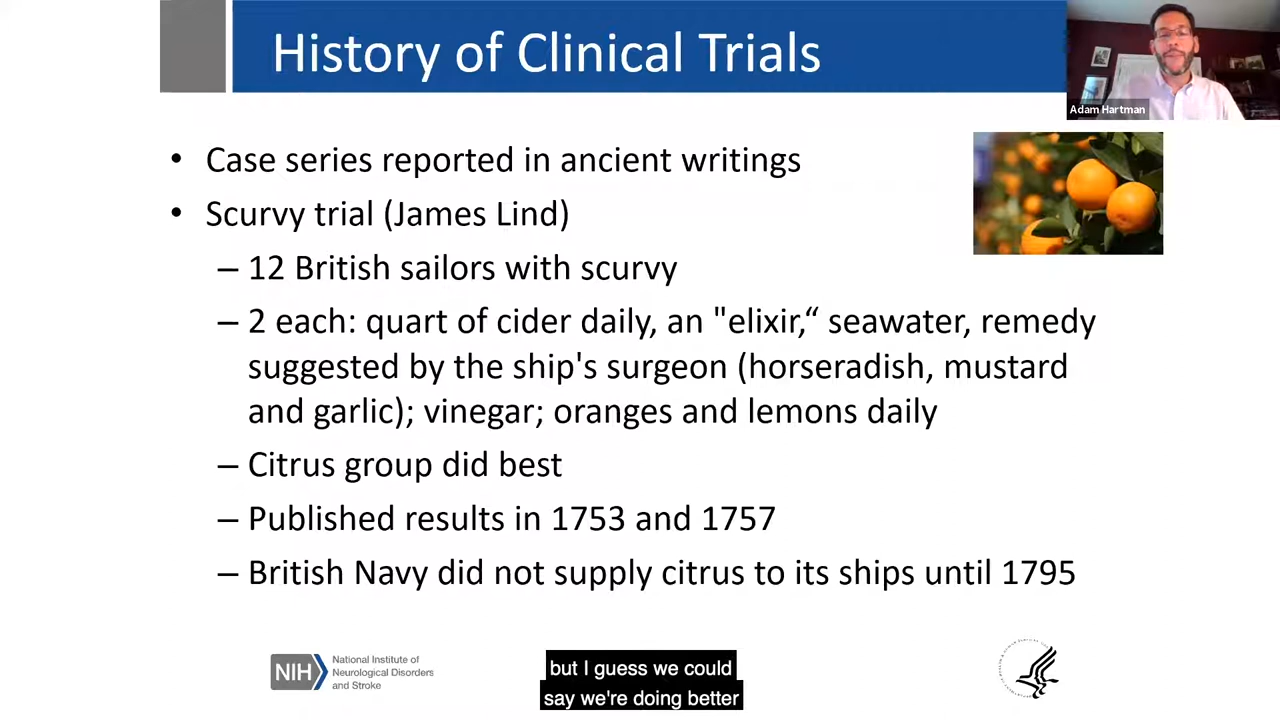 History of Clinical Trials
Adam Hartman
• Case series reported in ancient writings
• Scurvy trial (James Lind)
– 12 British sailors with scurvy
– 2 each: quart of cider daily, an "elixir,“ seawater, remedy
suggested by the ship's surgeon (horseradish, mustard
and garlic); vinegar; oranges and lemons daily
– Citrus group did best
– Published results in 1753 and 1757
– British Navy did not supply citrus to its ships until 1795
NIH
National Institute of
Neurological Disorders
and Stroke
but I guess we could
say we're doing better